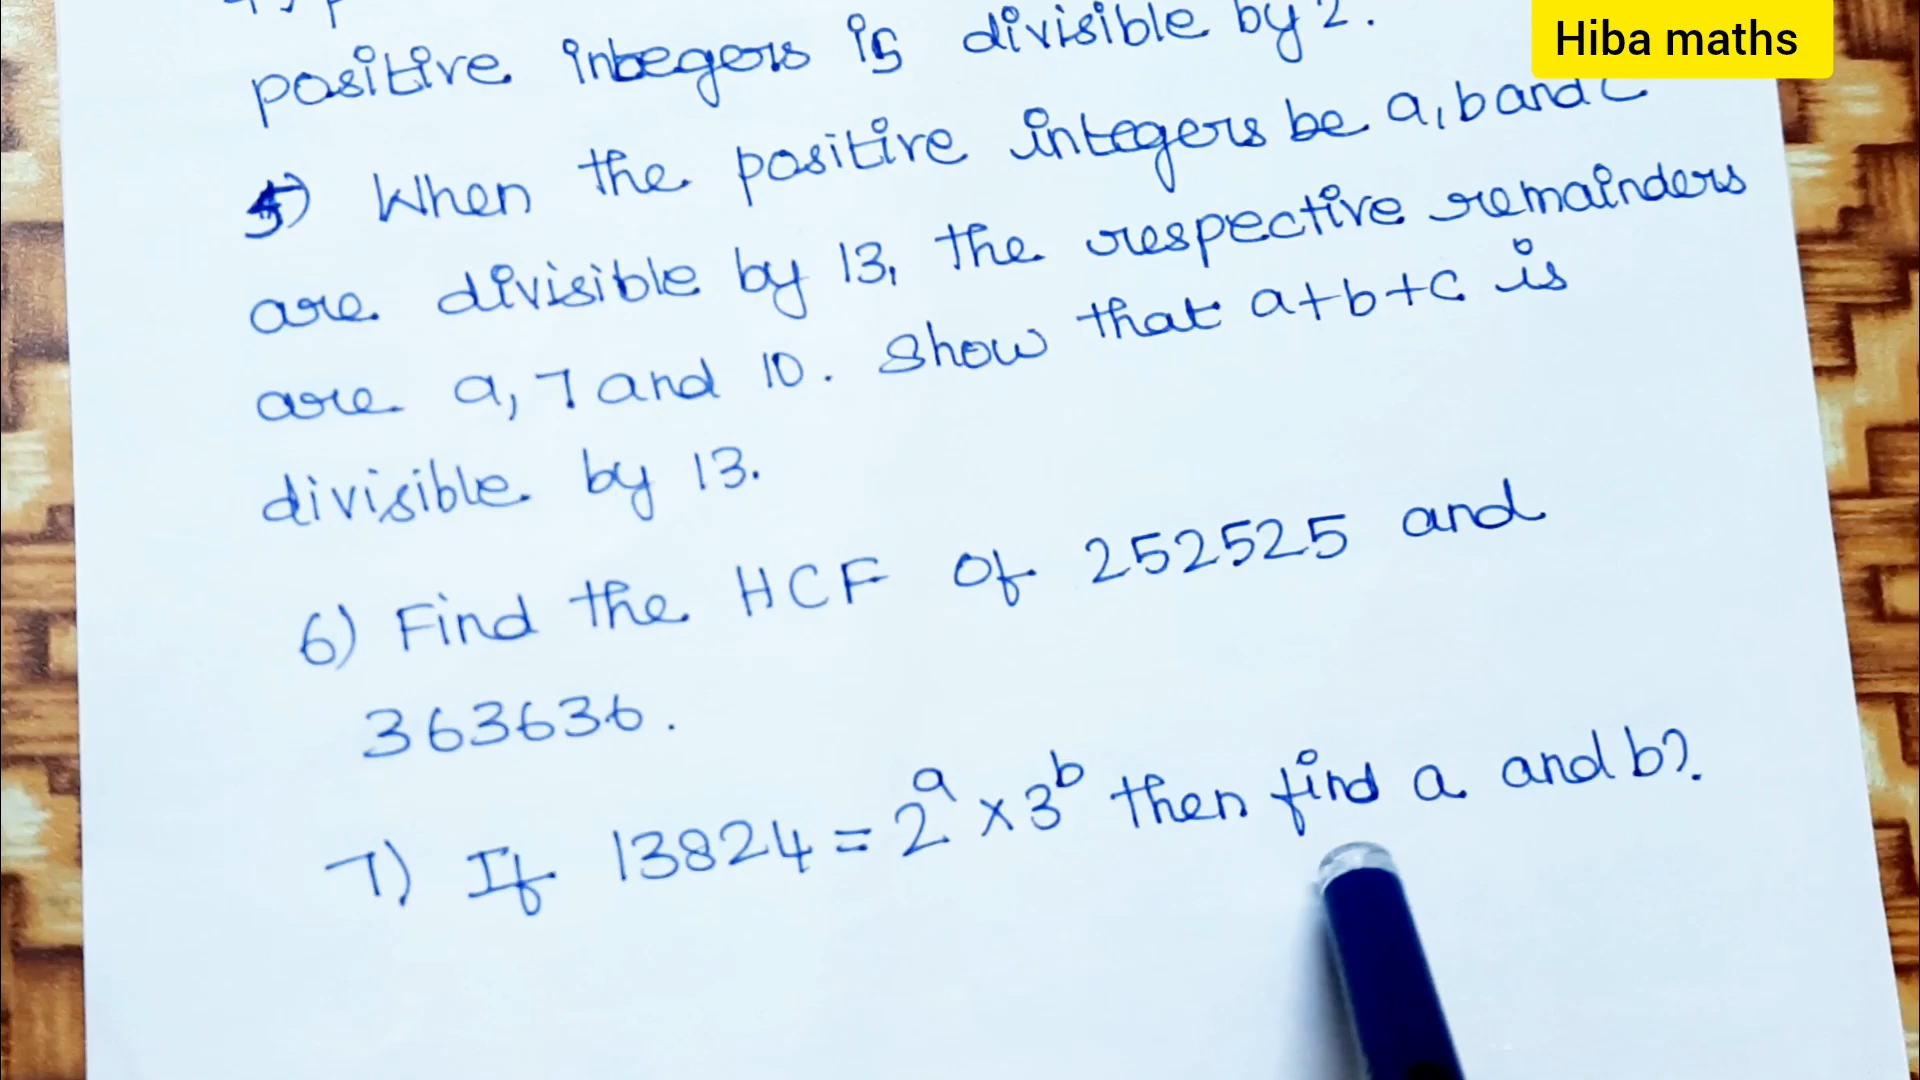 Hiba maths
positive integers is divisible by 2.
5) When the positive integers be a, b and c
are divisible by 13, the respective remainders
are a, 7 and 10. Show that a+b+c is
divisible by 13.
6) Find the HCF of 252525 and
363636.
7) If 13824 = 2^a × 3^b then find a and b?.